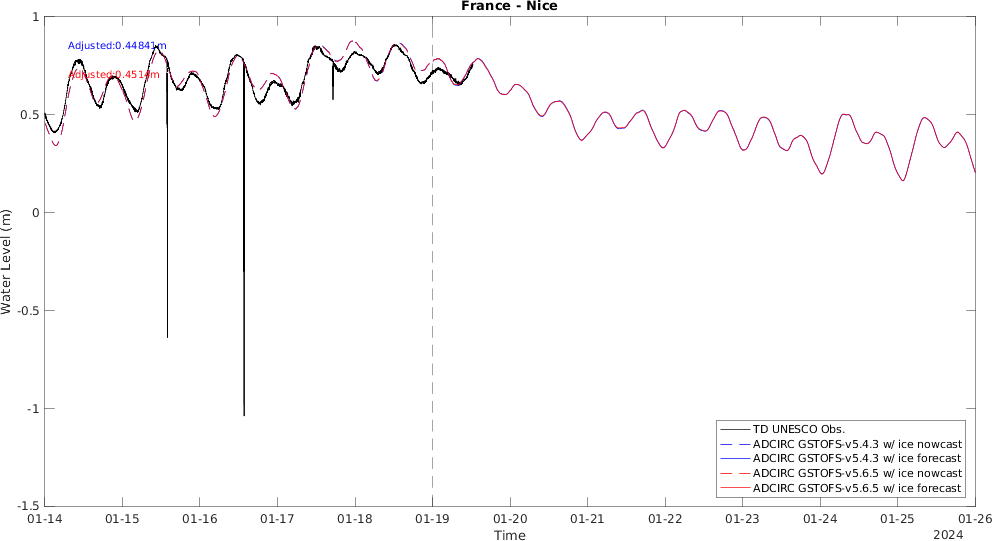 France - Nice
Adjusted:0.44841m
Adjusted:0.4514m
Water Level (m)
1
0.5
0
-0.5
-1
-1.5
01-14 01-15 01-16 01-17 01-18 01-19 01-20 01-21 01-22 01-23 01-24 01-25 01-26
Time
2024
TD UNESCO Obs.
ADCIRC GSTOFS-v5.4.3 w/ ice nowcast
ADCIRC GSTOFS-v5.4.3 w/ ice forecast
ADCIRC GSTOFS-v5.6.5 w/ ice nowcast
ADCIRC GSTOFS-v5.6.5 w/ ice forecast